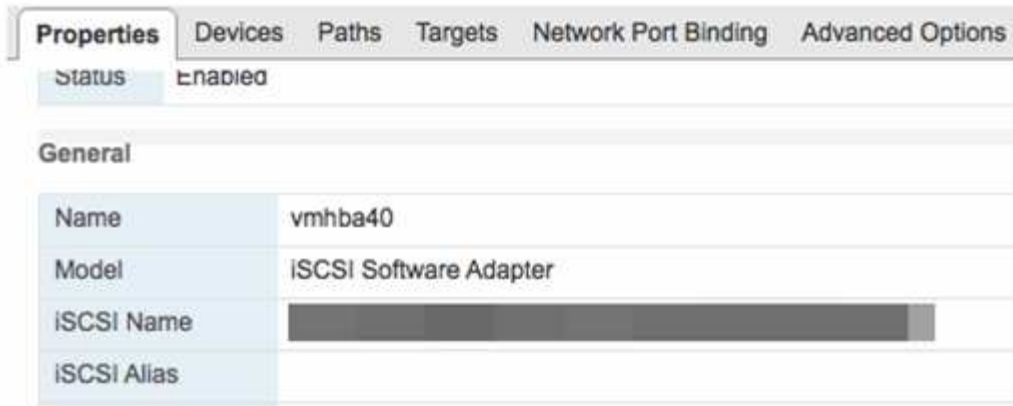 Properties Devices Paths Targets Network Port Binding Advanced Options
Status Enabled
General
Name vmhba40
Model iSCSI Software Adapter
iSCSI Name
iSCSI Alias